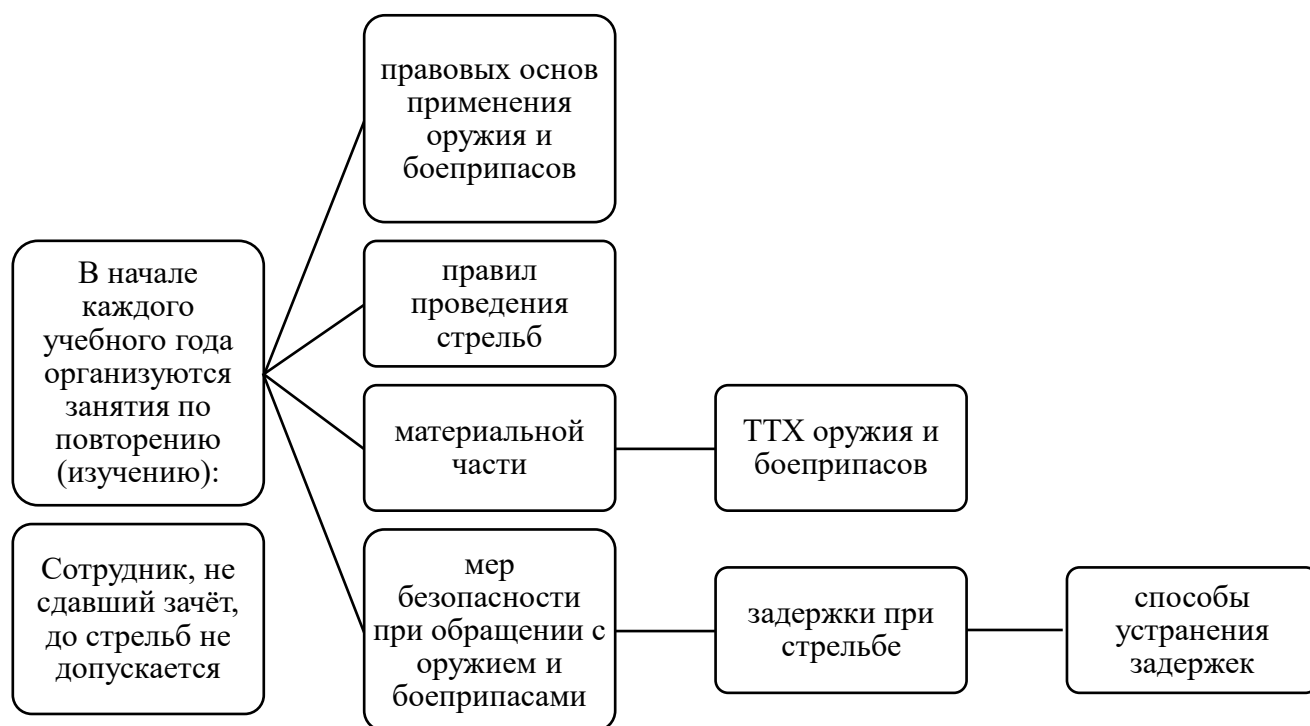 правовых основ
применения
оружия и
боеприпасов
В начале
каждого
учебного года
организуются
занятия по
повторению
(изучению):
правил
проведения
стрельб
материальной
части
ТТХ оружия и
боеприпасов
Сотрудник, не
сдавший зачёт,
до стрельб не
допускается
мер
безопасности
при обращении с
оружием и
боеприпасами
задержки при
стрельбе
способы
устранения
задержек